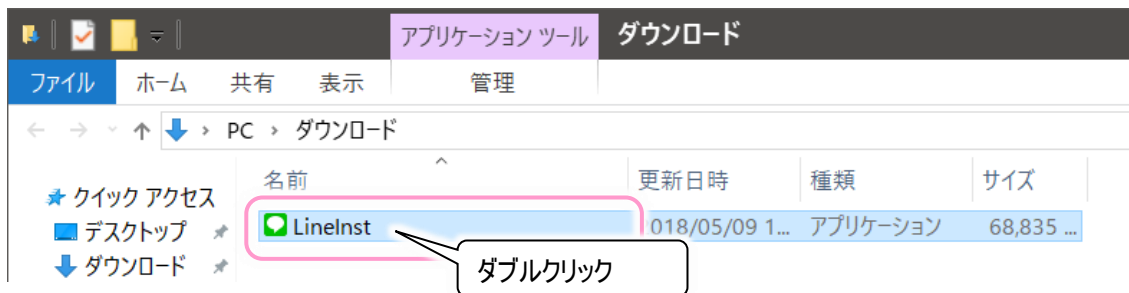 アプリケーション ツール ダウンロード
ファイル ホーム 共有 表示 管理
PC › ダウンロード
名前 更新日時 種類 サイズ
クイック アクセス
LineInst 018/05/09 1... アプリケーション 68,835 ...
デスクトップ
ダブルクリック
ダウンロード